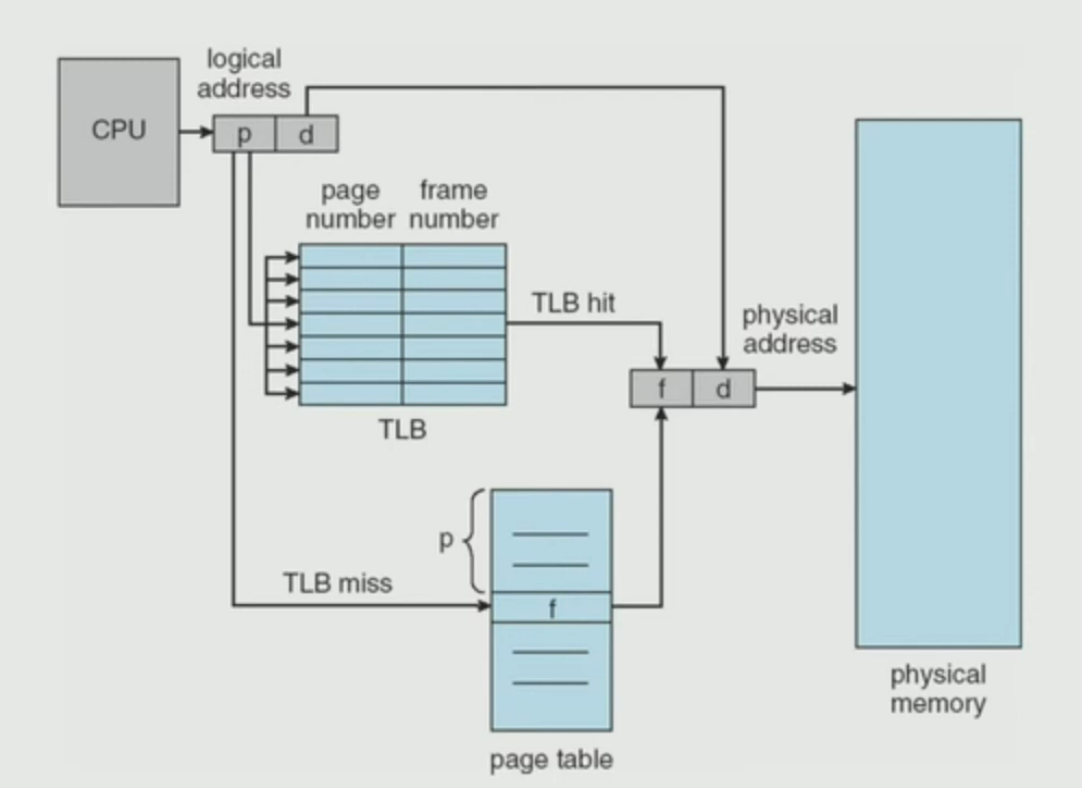 logical
address
CPU
p
d
page
number
frame
number
TLB hit
physical
address
f
d
TLB
p
TLB miss
f
physical
memory
page table